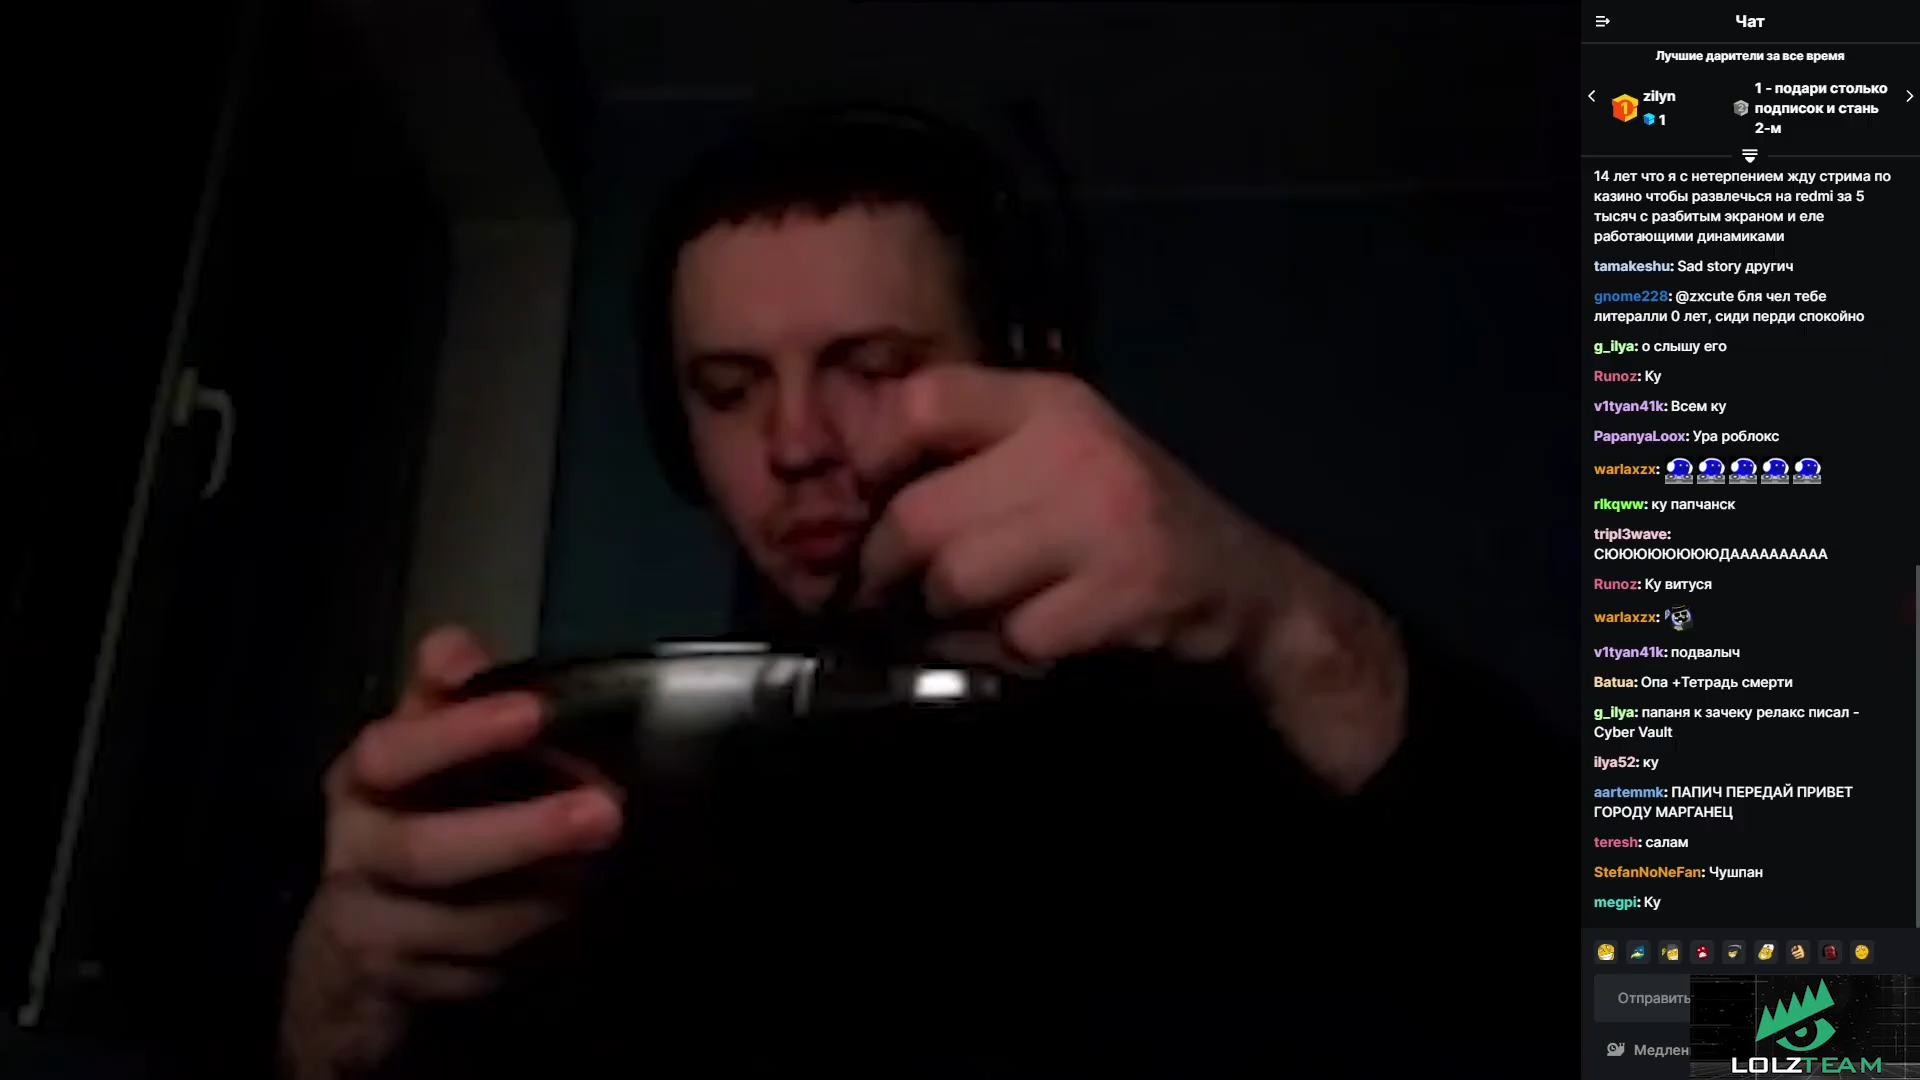 Чат
Лучшие дарители за все время
zilyn
1
1 - подари столько
подписок и стань
2-м
14 лет что я с нетерпением жду стрима по
казино чтобы развлечься на redmi за 5
тысяч с разбитым экраном и еле
работающими динамиками
tamakeshu: Sad story другич
gnome228: @zxcute бля чел тебе
литералли 0 лет, сиди перди спокойно
g_ilya: о слышу его
Runoz: Ку
v1tyan41k: Всем ку
PapanyaLoox: Ура роблокс
warlaxzx:
rlkqww: ку папчанск
tripl3wave:
СЮЮЮЮЮЮЮЮДАААААААААА
Runoz: Ку витуся
warlaxzx:
v1tyan41k: подвалыч
Batua: Опа +Тетрадь смерти
g_ilya: папаня к зачеку релакс писал -
Cyber Vault
ilya52: ку
aartemmk: ПАПИЧ ПЕРЕДАЙ ПРИВЕТ
ГОРОДУ МАРГАНЕЦ
teresh: салам
StefanNoNeFan: Чушпан
megpi: Ку
Отправить
Медлен
LOLZTEAM